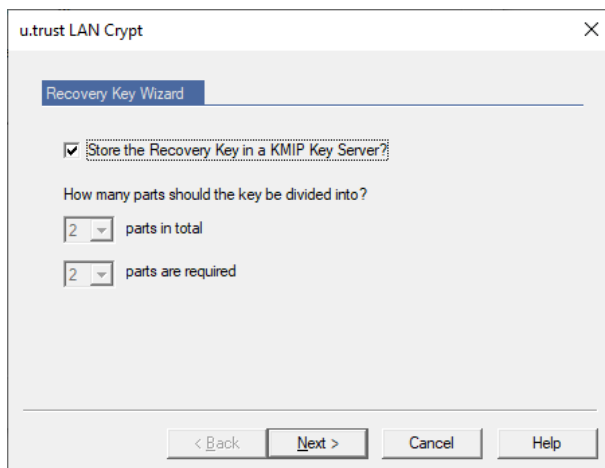 u.trust LAN Crypt
Recovery Key Wizard
Store the Recovery Key in a KMIP Key Server?
How many parts should the key be divided into?
2 parts in total
2 parts are required
< Back Next > Cancel Help